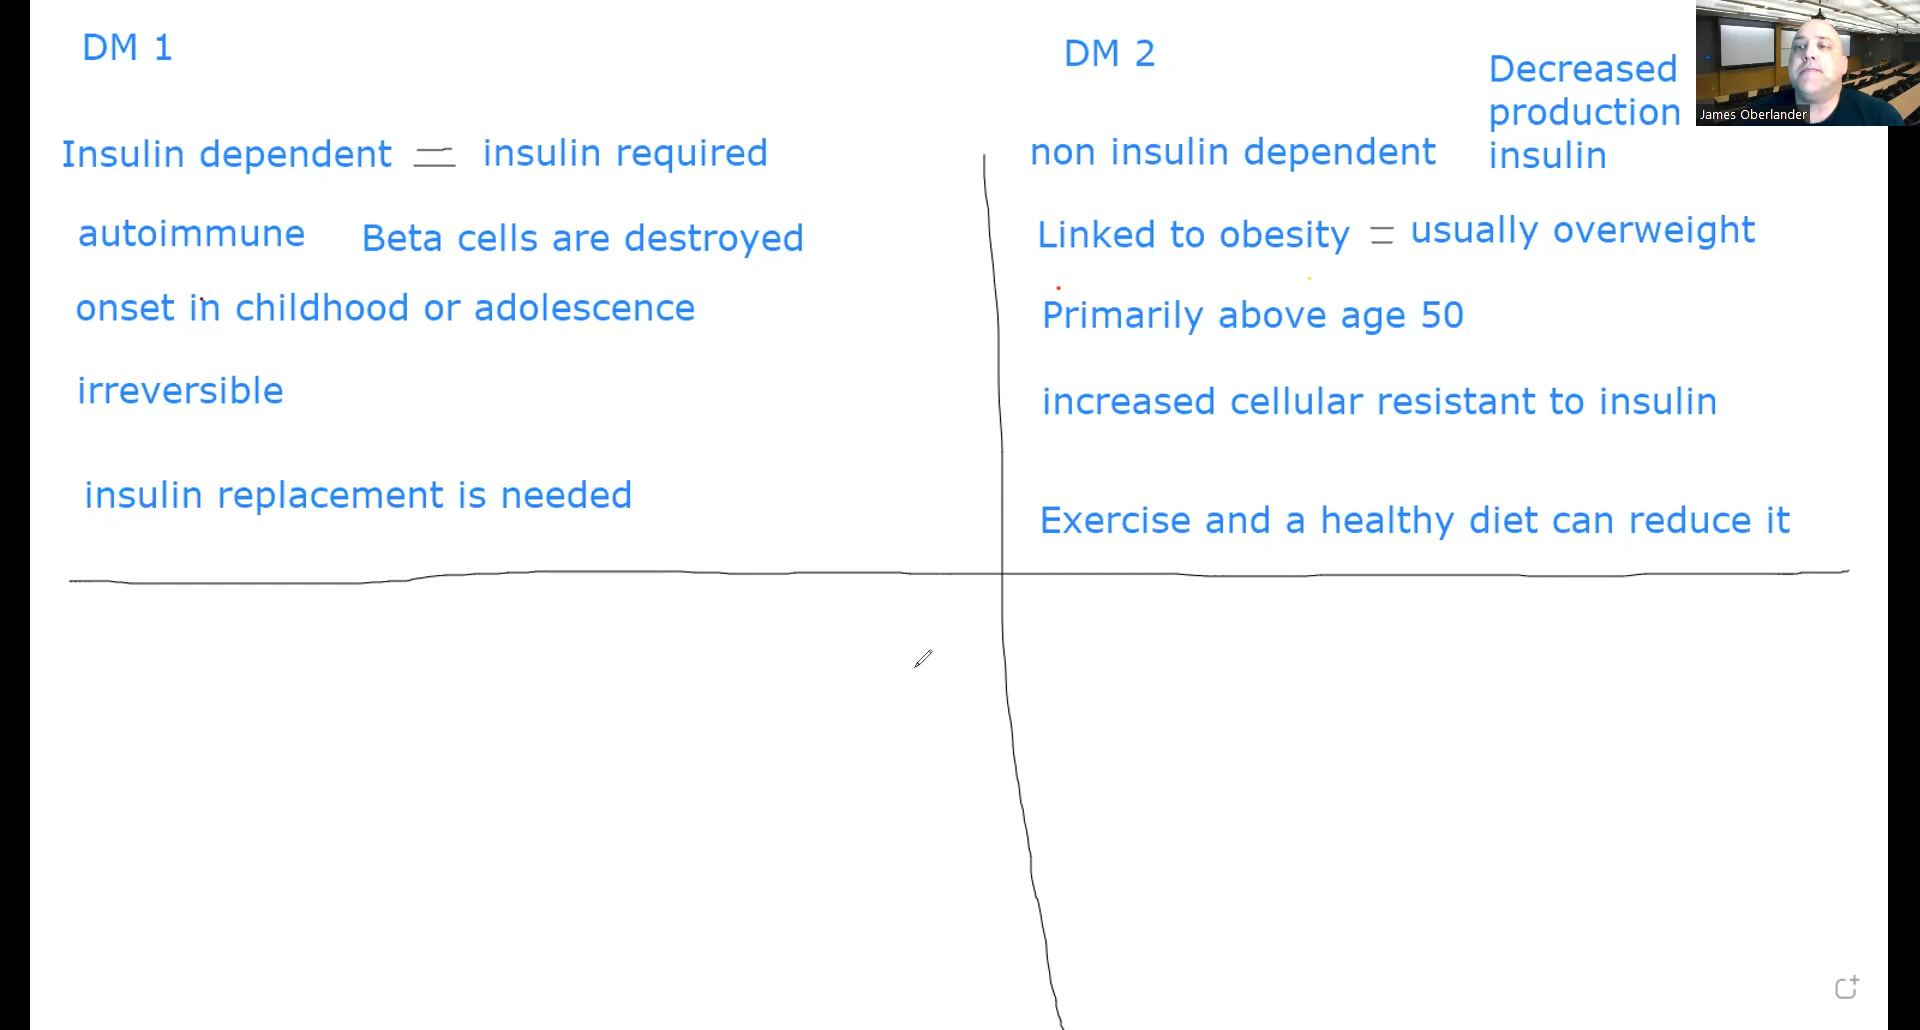 DM 1
Insulin dependent = insulin required
autoimmune Beta cells are destroyed
onset in childhood or adolescence
irreversible
insulin replacement is needed
DM 2
Decreased
production
insulin
non insulin dependent
Linked to obesity = usually overweight
Primarily above age 50
increased cellular resistant to insulin
Exercise and a healthy diet can reduce it
James Oberlander